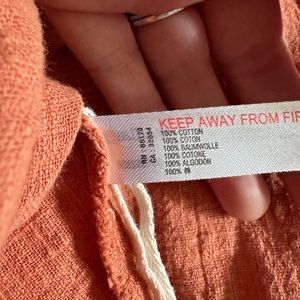 KEEP AWAY FROM FIR
100% COTTON
100% COTON
100% BAUMWOLLE
100% COTONE
100% ALGODON
100% 棉